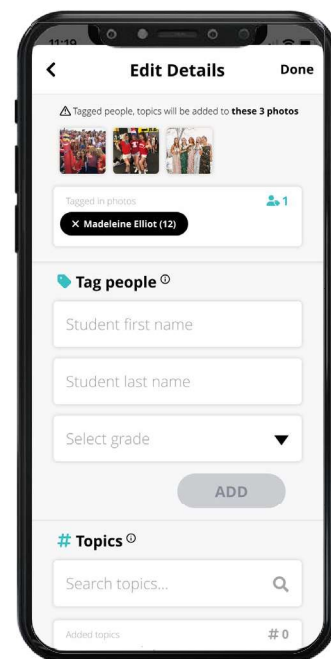 11:19
Edit Details Done
Tagged people, topics will be added to these 3 photos
Tagged in photos 1
× Madeleine Elliot (12)
Tag people
Student first name
Student last name
Select grade
ADD
# Topics
Search topics...
Added topics # 0